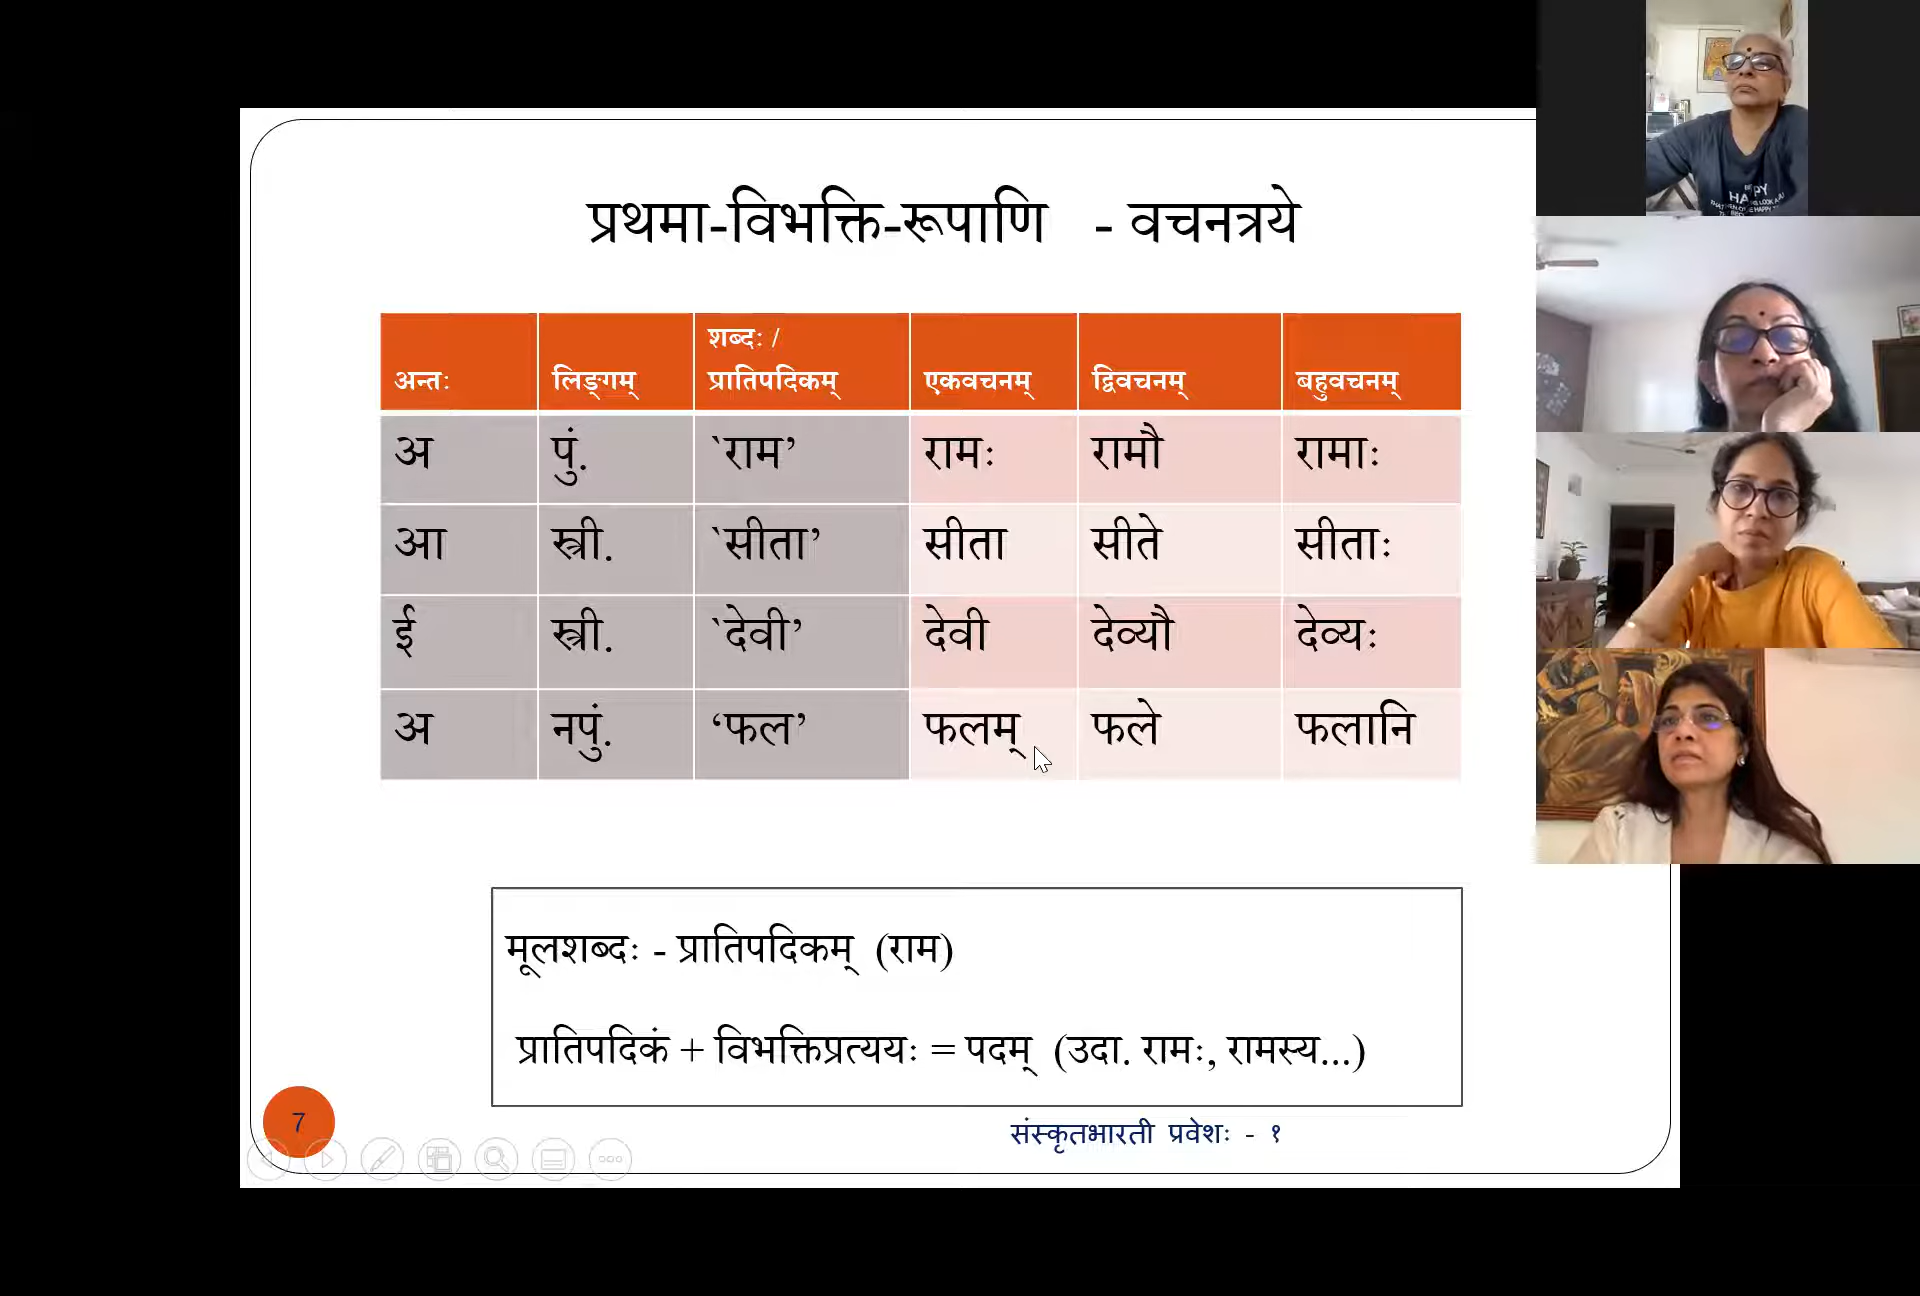 प्रथमा-विभक्ति-रूपाणि - वचनत्रये
अन्तः लिङ्गम् शब्दः / प्रातिपदिकम् एकवचनम् द्विवचनम् बहुवचनम्
अ पुं. `राम’ रामः रामौ रामाः
आ स्त्री. `सीता’ सीता सीते सीताः
ई स्त्री. `देवी’ देवी देव्यौ देव्यः
अ नपुं. ‘फल’ फलम् फले फलानि
मूलशब्दः - प्रातिपदिकम् (राम)
प्रातिपदिकं + विभक्तिप्रत्ययः = पदम् (उदा. रामः, रामस्य...)
7
संस्कृतभारती प्रवेशः - १